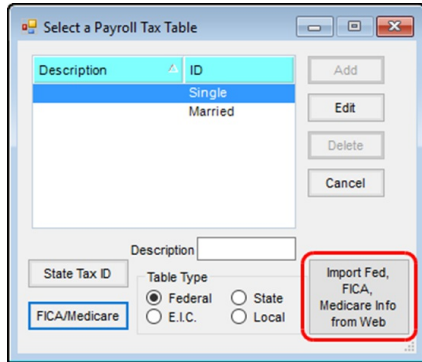 Select a Payroll Tax Table
Description ID
Single
Married
Add
Edit
Delete
Cancel
Description
State Tax ID
FICA/Medicare
Table Type
Federal State
E.I.C. Local
Import Fed,
FICA,
Medicare Info
from Web